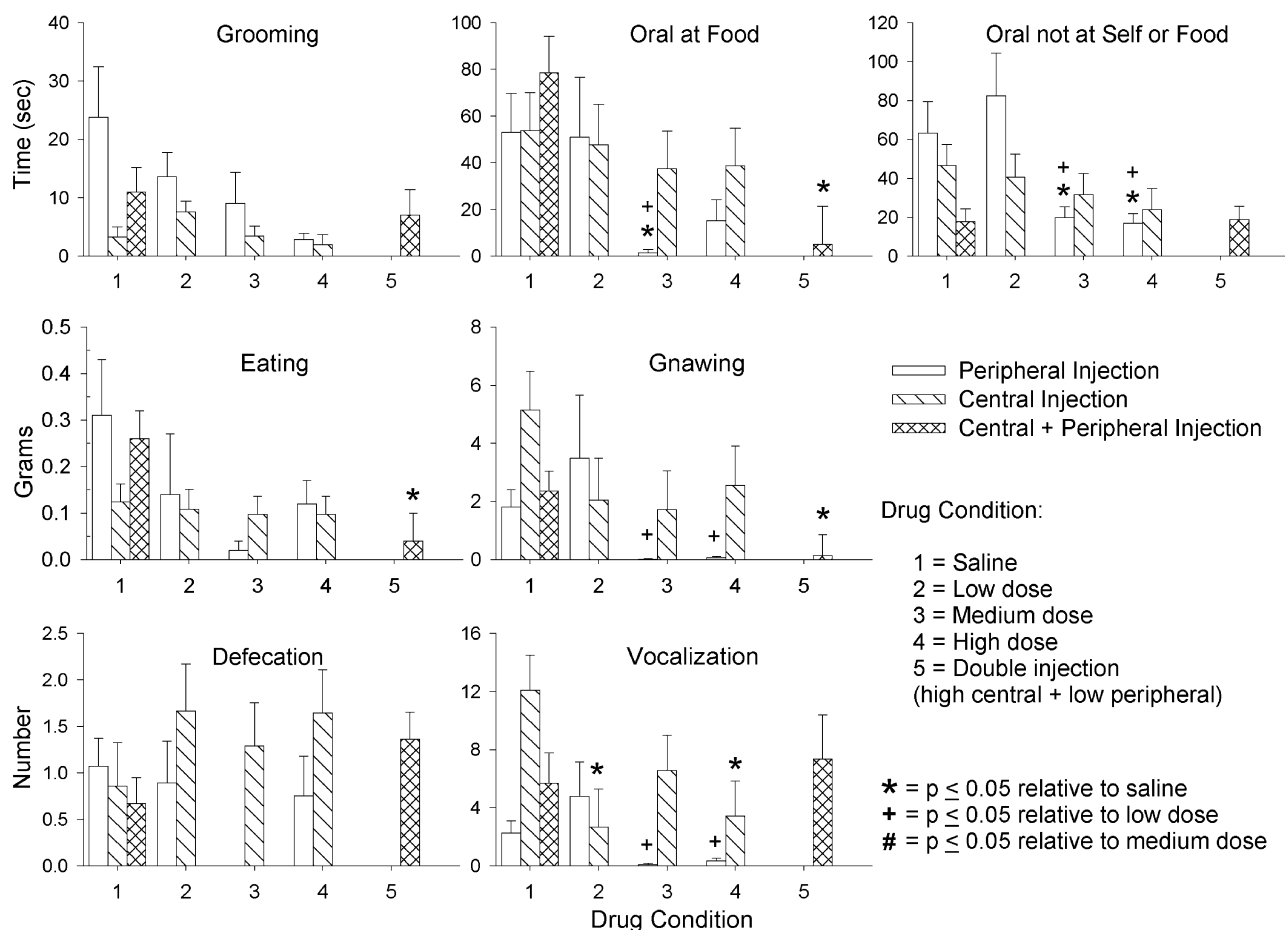 Grooming
Time (sec)
40
30
20
10
0
1 2 3 4 5
Oral at Food
100
80
60
40
20
0
+
*
*
1 2 3 4 5
Oral not at Self or Food
120
100
80
60
40
20
0
+ +
* *
1 2 3 4 5
Eating
Grams
0.5
0.4
0.3
0.2
0.1
0.0
*
1 2 3 4 5
Gnawing
8
6
4
2
0
+ + *
1 2 3 4 5
Peripheral Injection
Central Injection
Central + Peripheral Injection
Defecation
Number
2.5
2.0
1.5
1.0
0.5
0.0
1 2 3 4 5
Vocalization
16
12
8
4
0
* + + *
1 2 3 4 5
Drug Condition
Drug Condition:
1 = Saline
2 = Low dose
3 = Medium dose
4 = High dose
5 = Double injection
(high central + low peripheral)
* = p ≤ 0.05 relative to saline
+ = p ≤ 0.05 relative to low dose
# = p ≤ 0.05 relative to medium dose